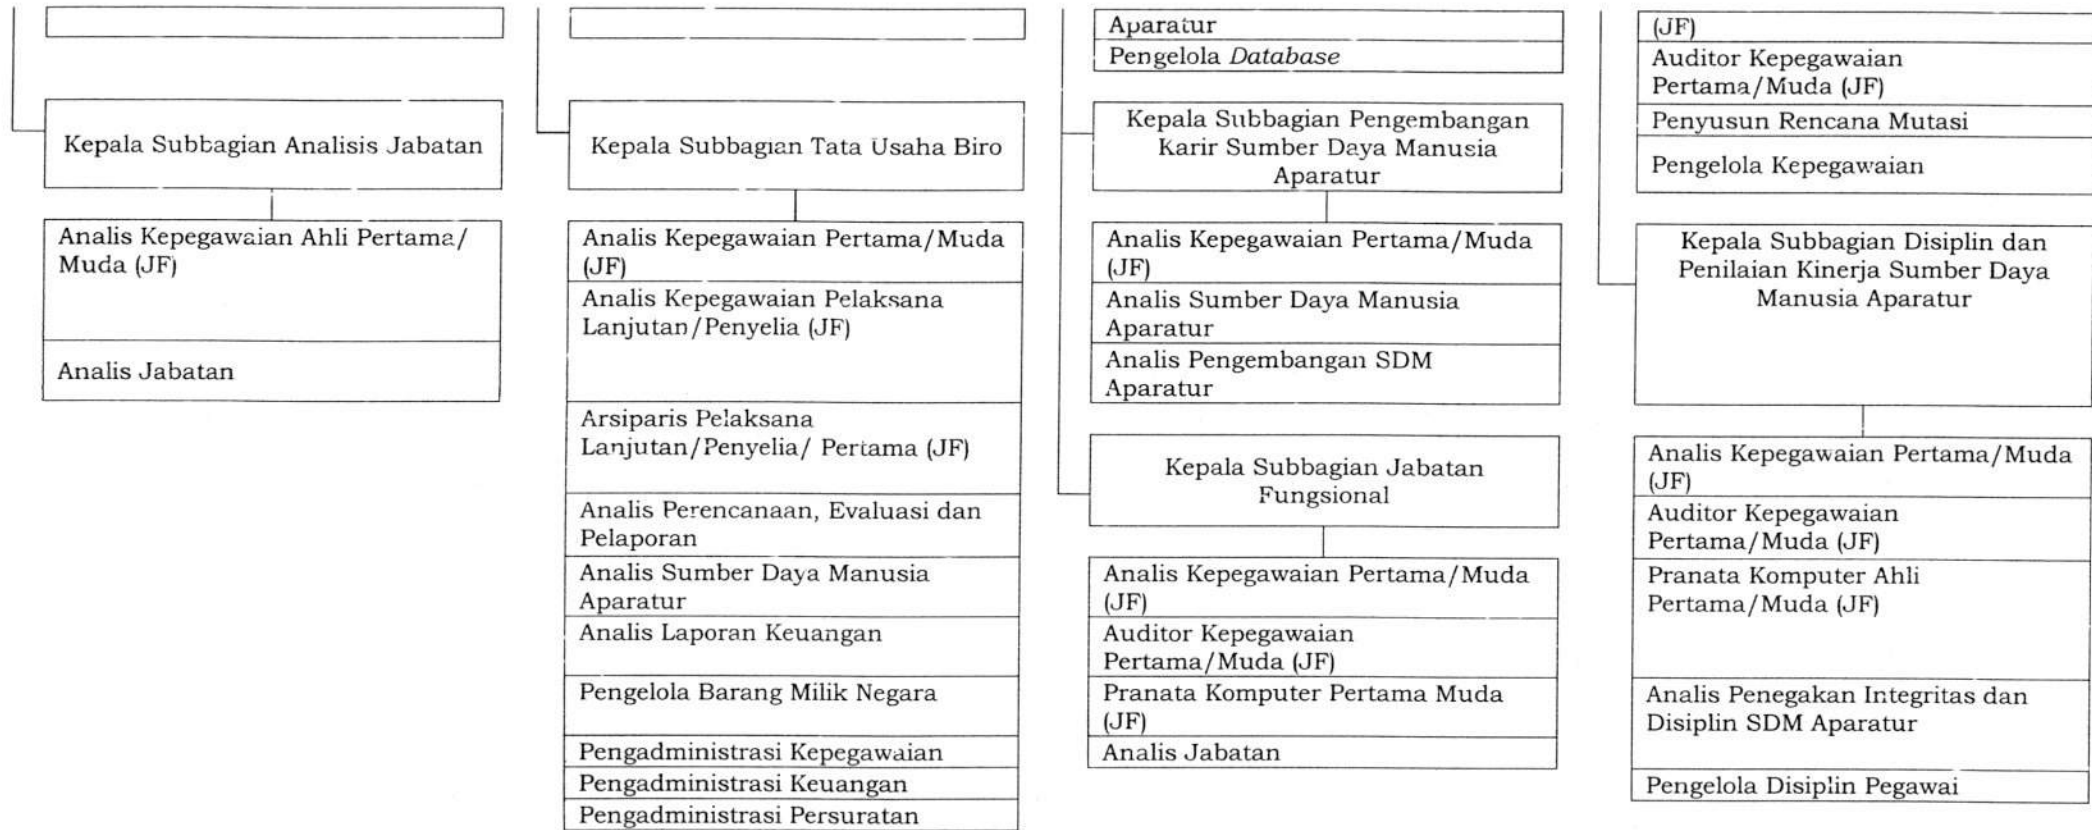 Kepala Subbagian Analisis Jabatan
Analis Kepegawaian Ahli Pertama/
Muda (JF)
Analis Jabatan
Kepala Subbagian Tata Usaha Biro
Analis Kepegawaian Pertama/Muda
(JF)
Analis Kepegawaian Pelaksana
Lanjutan/Penyelia (JF)
Arsiparis Pelaksana
Lanjutan/Penyelia/ Pertama (JF)
Analis Perencanaan, Evaluasi dan
Pelaporan
Analis Sumber Daya Manusia
Aparatur
Analis Laporan Keuangan
Pengelola Barang Milik Negara
Pengadministrasi Kepegawaian
Pengadministrasi Keuangan
Pengadministrasi Persuratan
Aparatur
Pengelola Database
Kepala Subbagian Pengembangan
Karir Sumber Daya Manusia
Aparatur
Analis Kepegawaian Pertama/Muda
(JF)
Analis Sumber Daya Manusia
Aparatur
Analis Pengembangan SDM
Aparatur
Kepala Subbagian Jabatan
Fungsional
Analis Kepegawaian Pertama/Muda
(JF)
Auditor Kepegawaian
Pertama/Muda (JF)
Pranata Komputer Pertama Muda
(JF)
Analis Jabatan
(JF)
Auditor Kepegawaian
Pertama/Muda (JF)
Penyusun Rencana Mutasi
Pengelola Kepegawaian
Kepala Subbagian Disiplin dan
Penilaian Kinerja Sumber Daya
Manusia Aparatur
Analis Kepegawaian Pertama/Muda
(JF)
Auditor Kepegawaian
Pertama/Muda (JF)
Pranata Komputer Ahli
Pertama/Muda (JF)
Analis Penegakan Integritas dan
Disiplin SDM Aparatur
Pengelola Disiplin Pegawai